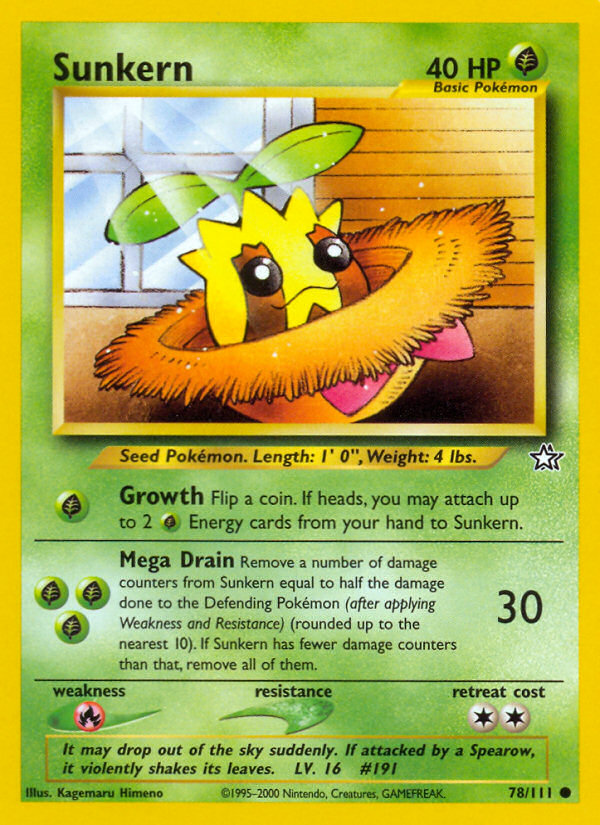 Sunkern
40 HP
Basic Pokémon
Seed Pokémon. Length: 1' 0", Weight: 4 lbs.
Growth Flip a coin. If heads, you may attach up
to 2 Energy cards from your hand to Sunkern.
Mega Drain Remove a number of damage
counters from Sunkern equal to half the damage
done to the Defending Pokémon (after applying
Weakness and Resistance) (rounded up to the
nearest 10). If Sunkern has fewer damage counters
than that, remove all of them.
30
weakness resistance retreat cost
It may drop out of the sky suddenly. If attacked by a Spearow,
it violently shakes its leaves. LV. 16 #191
Illus. Kagemaru Himeno ©1995–2000 Nintendo, Creatures, GAMEFREAK. 78/111